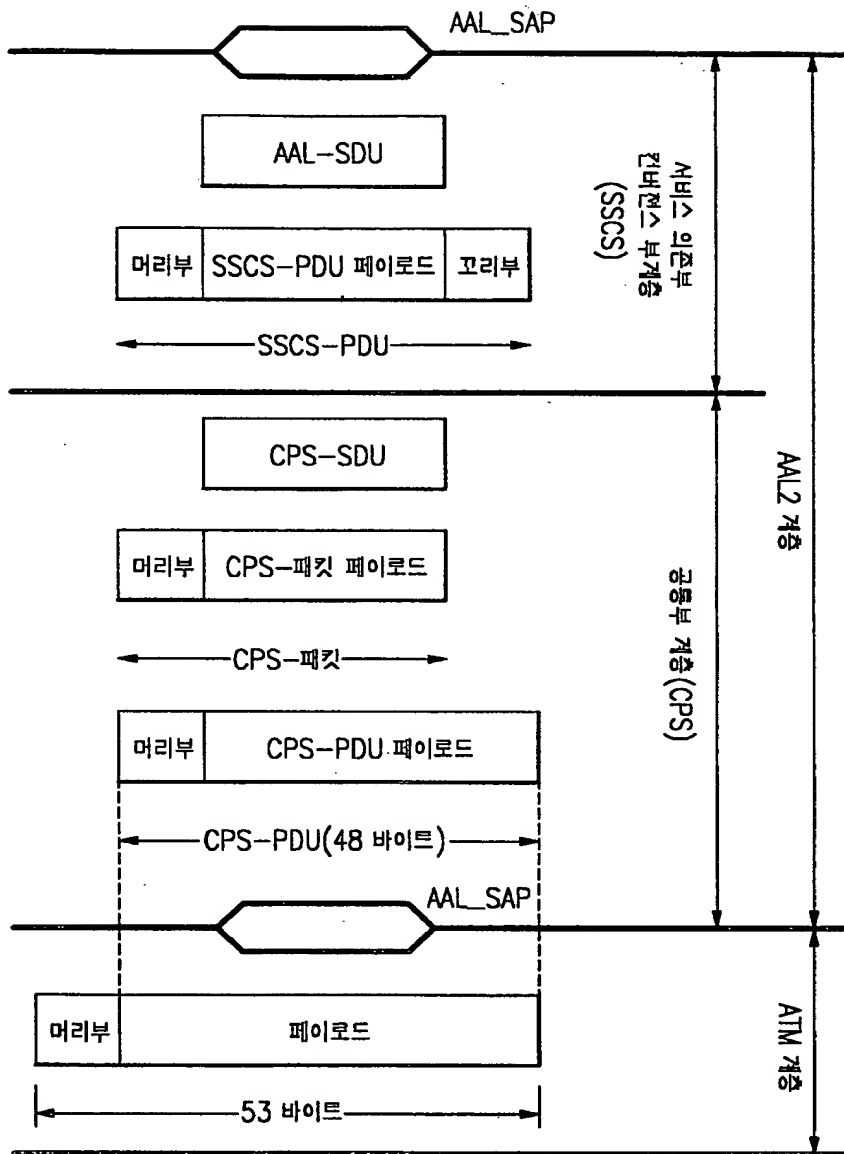 AAL_SAP
AAL-SDU
머리부 SSCS-PDU 페이로드 꼬리부
SSCS-PDU
서비스 의존부
컨버젼스 부계층
(SSCS)
CPS-SDU
머리부 CPS-패킷 페이로드
CPS-패킷
머리부 CPS-PDU 페이로드
CPS-PDU(48 바이트)
공통부 계층(CPS)
AAL2 계층
AAL_SAP
머리부 페이로드
53 바이트
ATM 계층